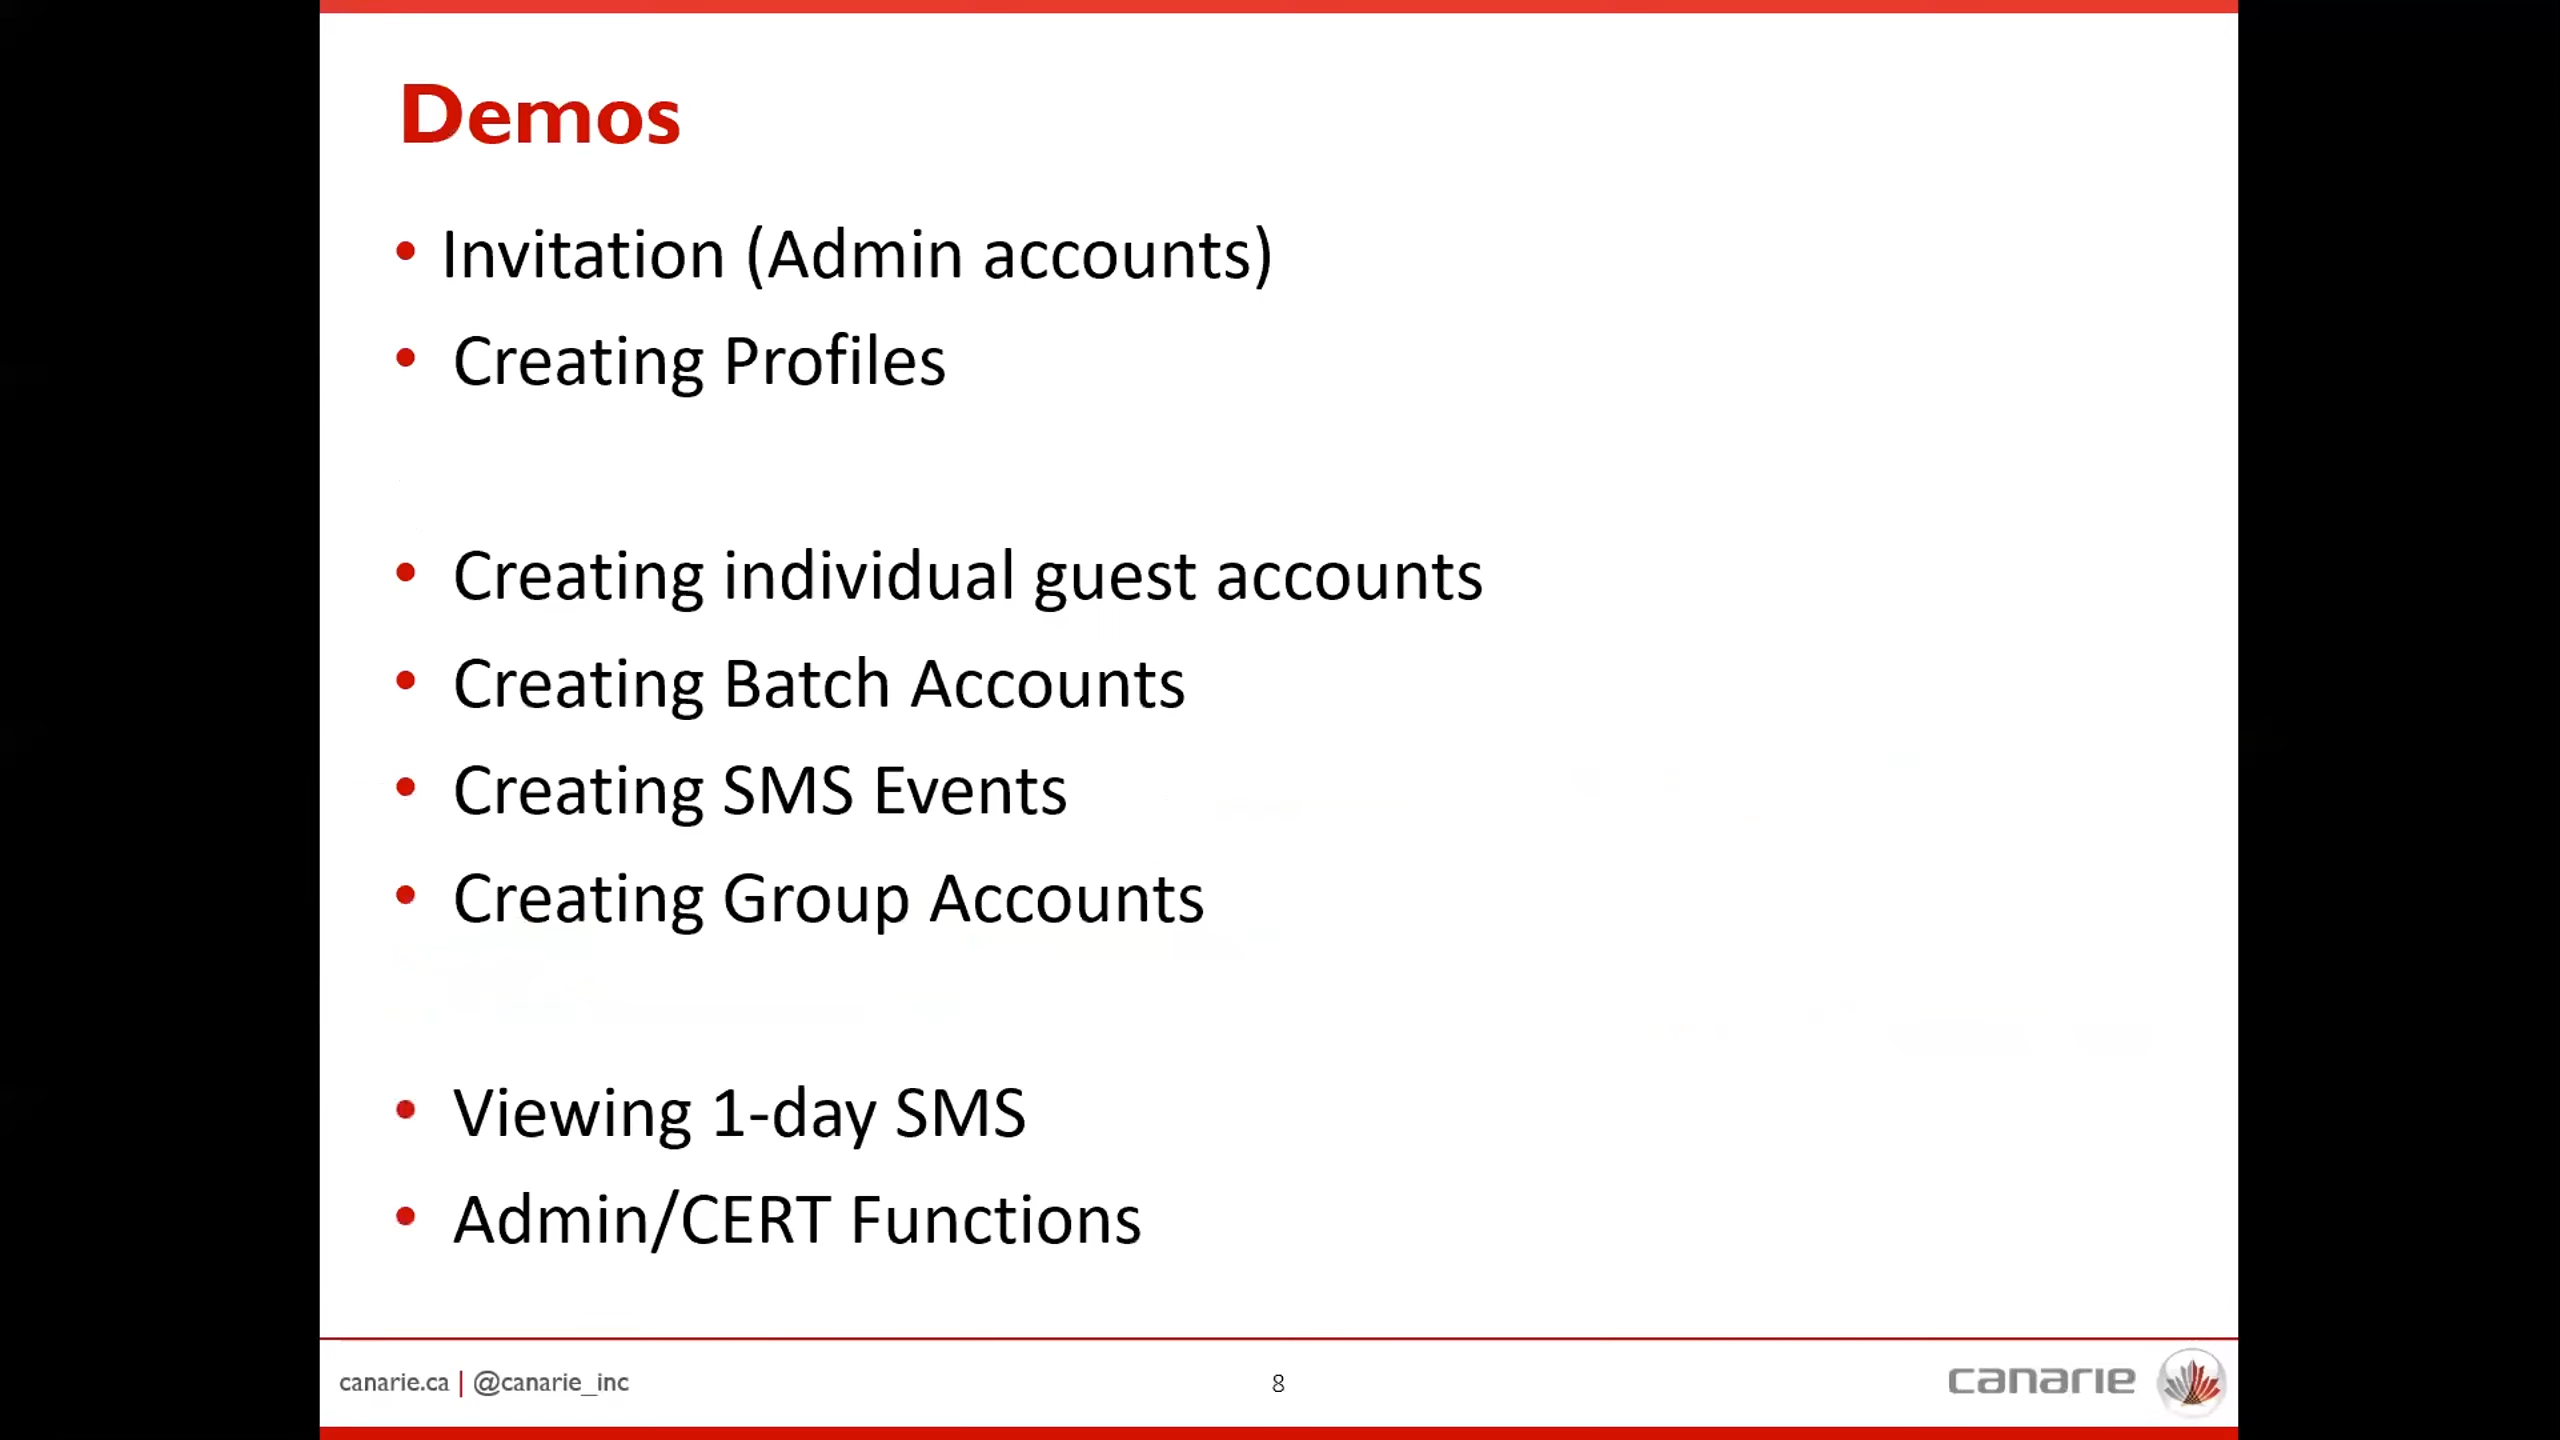 Demos
• Invitation (Admin accounts)
• Creating Profiles
• Creating individual guest accounts
• Creating Batch Accounts
• Creating SMS Events
• Creating Group Accounts
• Viewing 1-day SMS
• Admin/CERT Functions
canarie.ca | @canarie_inc
8
canarie